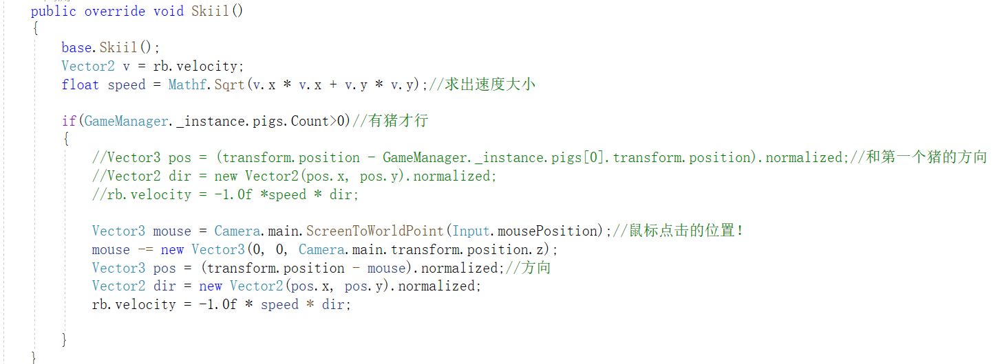 public override void Skiil()
{
base.Skiil();
Vector2 v = rb.velocity;
float speed = Mathf.Sqrt(v.x * v.x + v.y * v.y);//求出速度大小
if(GameManager._instance.pigs.Count>0)//有猪才行
{
//Vector3 pos = (transform.position - GameManager._instance.pigs[0].transform.position).normalized;//和第一个猪的方向
//Vector2 dir = new Vector2(pos.x, pos.y).normalized;
//rb.velocity = -1.0f *speed * dir;
Vector3 mouse = Camera.main.ScreenToWorldPoint(Input.mousePosition);//鼠标点击的位置！
mouse -= new Vector3(0, 0, Camera.main.transform.position.z);
Vector3 pos = (transform.position - mouse).normalized;//方向
Vector2 dir = new Vector2(pos.x, pos.y).normalized;
rb.velocity = -1.0f * speed * dir;
}
}